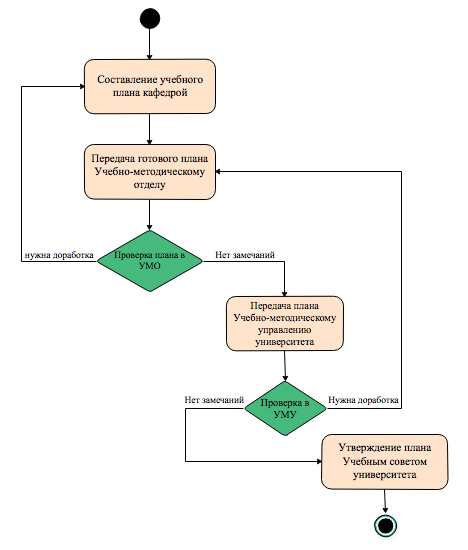 Составление учебного
плана кафедрой
Передача готового плана
Учебно-методическому
отделу
нужна доработка
Проверка плана в
УМО
Нет замечаний
Передача плана
Учебно-методическому
управлению
университета
Нет замечаний
Проверка в
УМУ
Нужна доработка
Утверждение плана
Учебным советом
университета